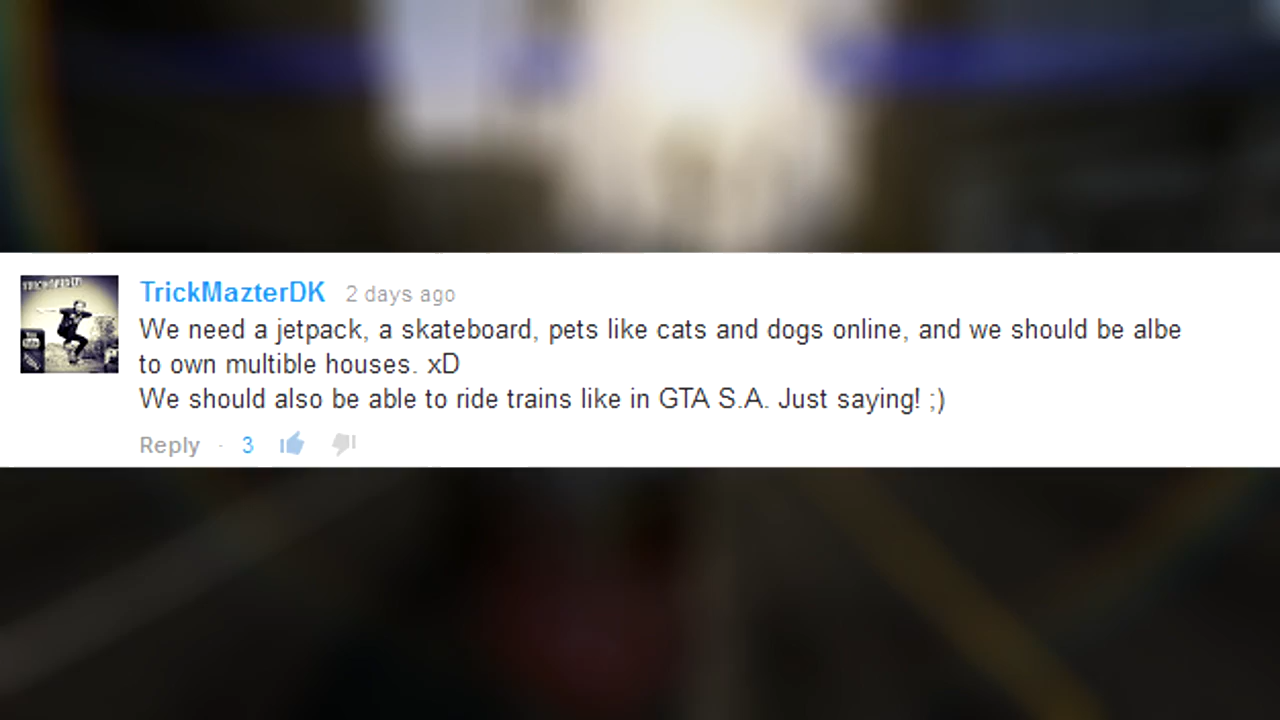 TrickMazterDK 2 days ago
We need a jetpack, a skateboard, pets like cats and dogs online, and we should be albe
to own multible houses. xD
We should also be able to ride trains like in GTA S.A. Just saying! ;)
Reply · 3